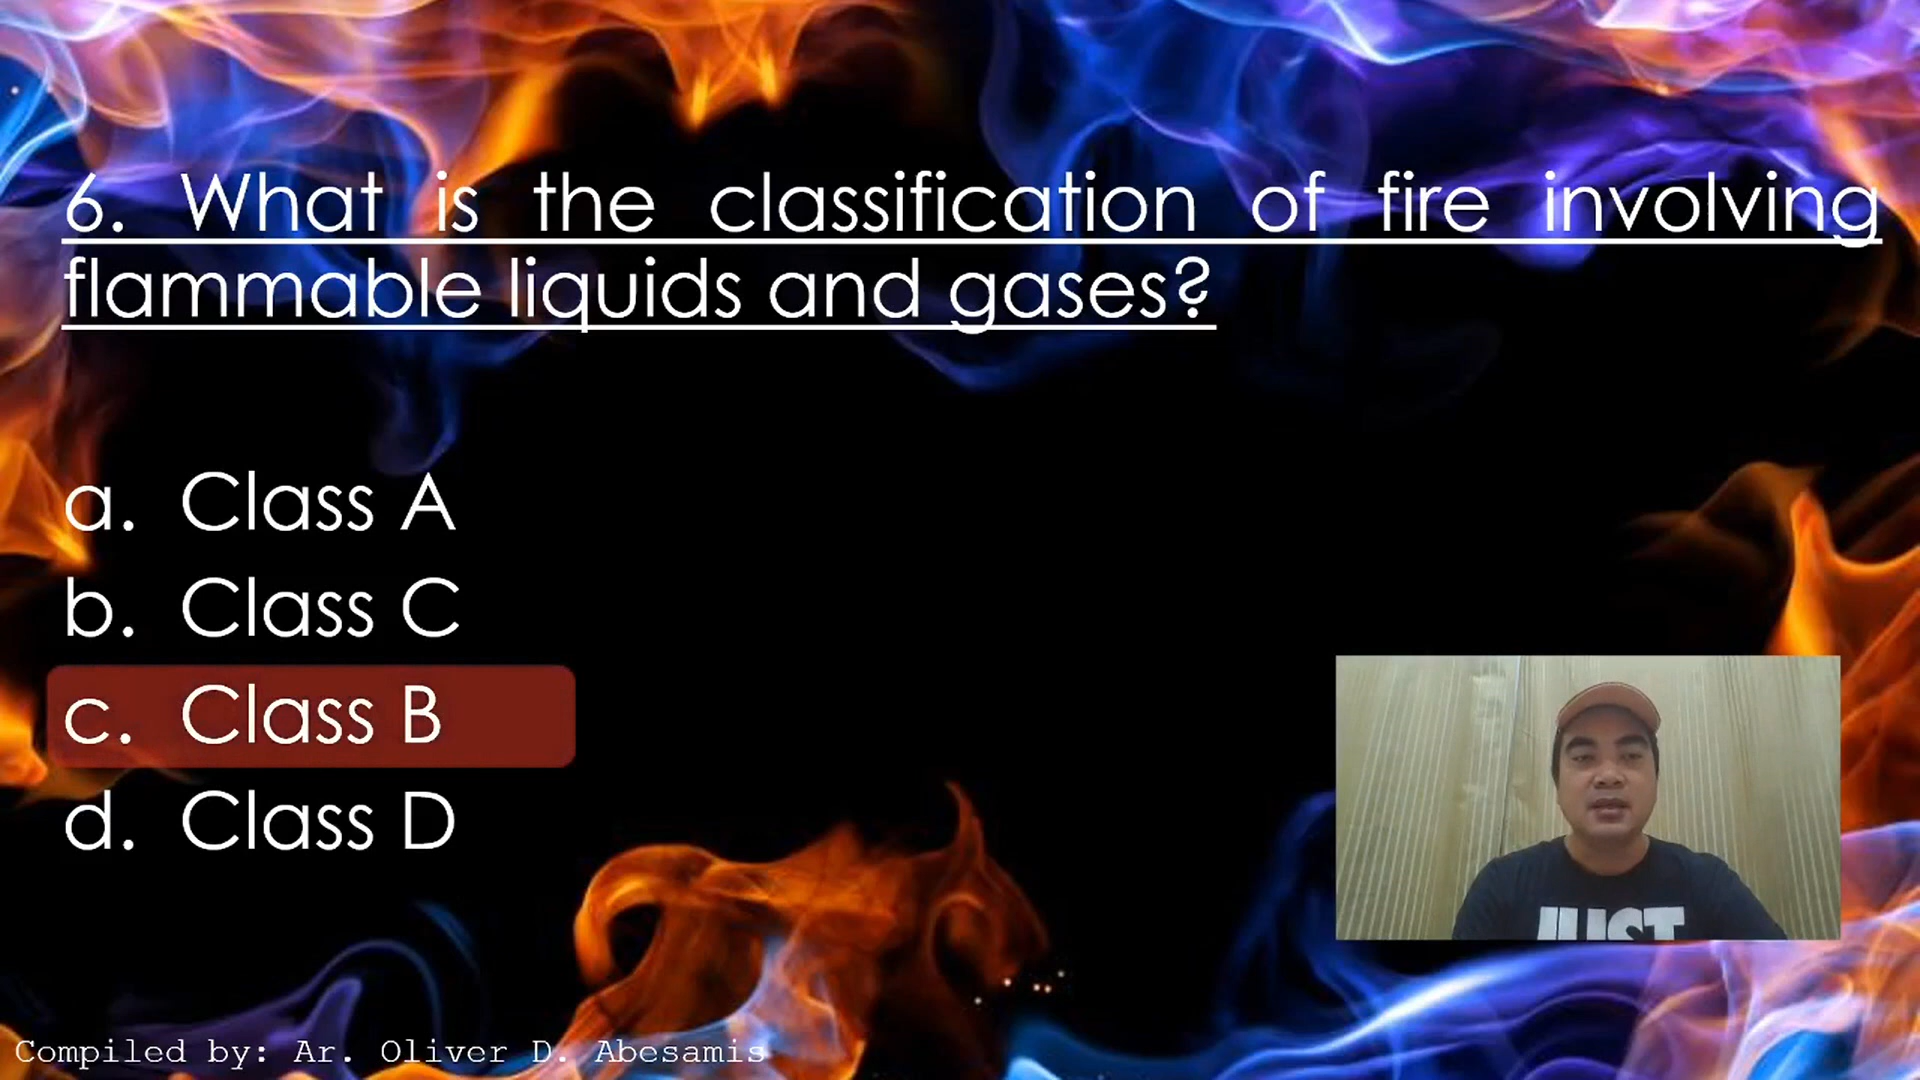 6. What is the classification of fire involving
flammable liquids and gases?
a. Class A
b. Class C
c. Class B
d. Class D
JUST
Compiled by: Ar. Oliver D. Abesamis